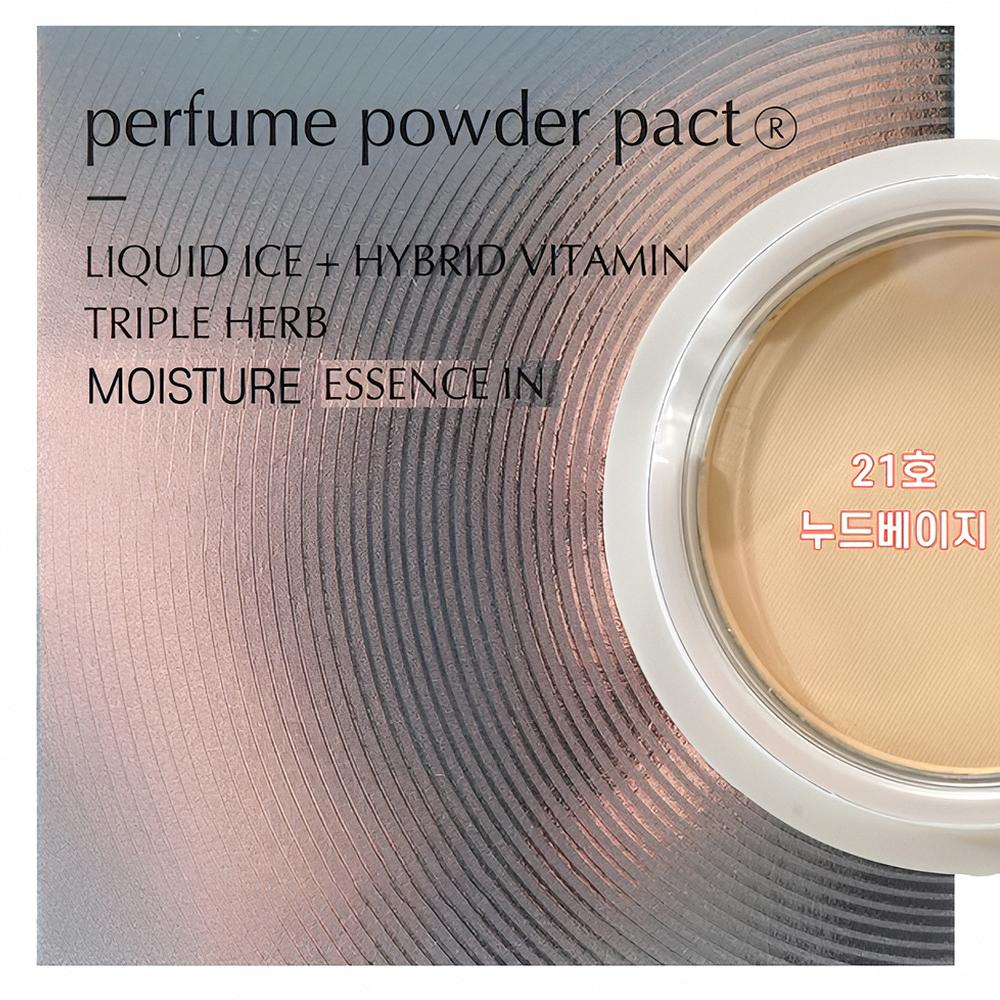 perfume powder pact®
LIQUID ICE + HYBRID VITAMIN
TRIPLE HERB
MOISTURE ESSENCE IN
21호
누드베이지